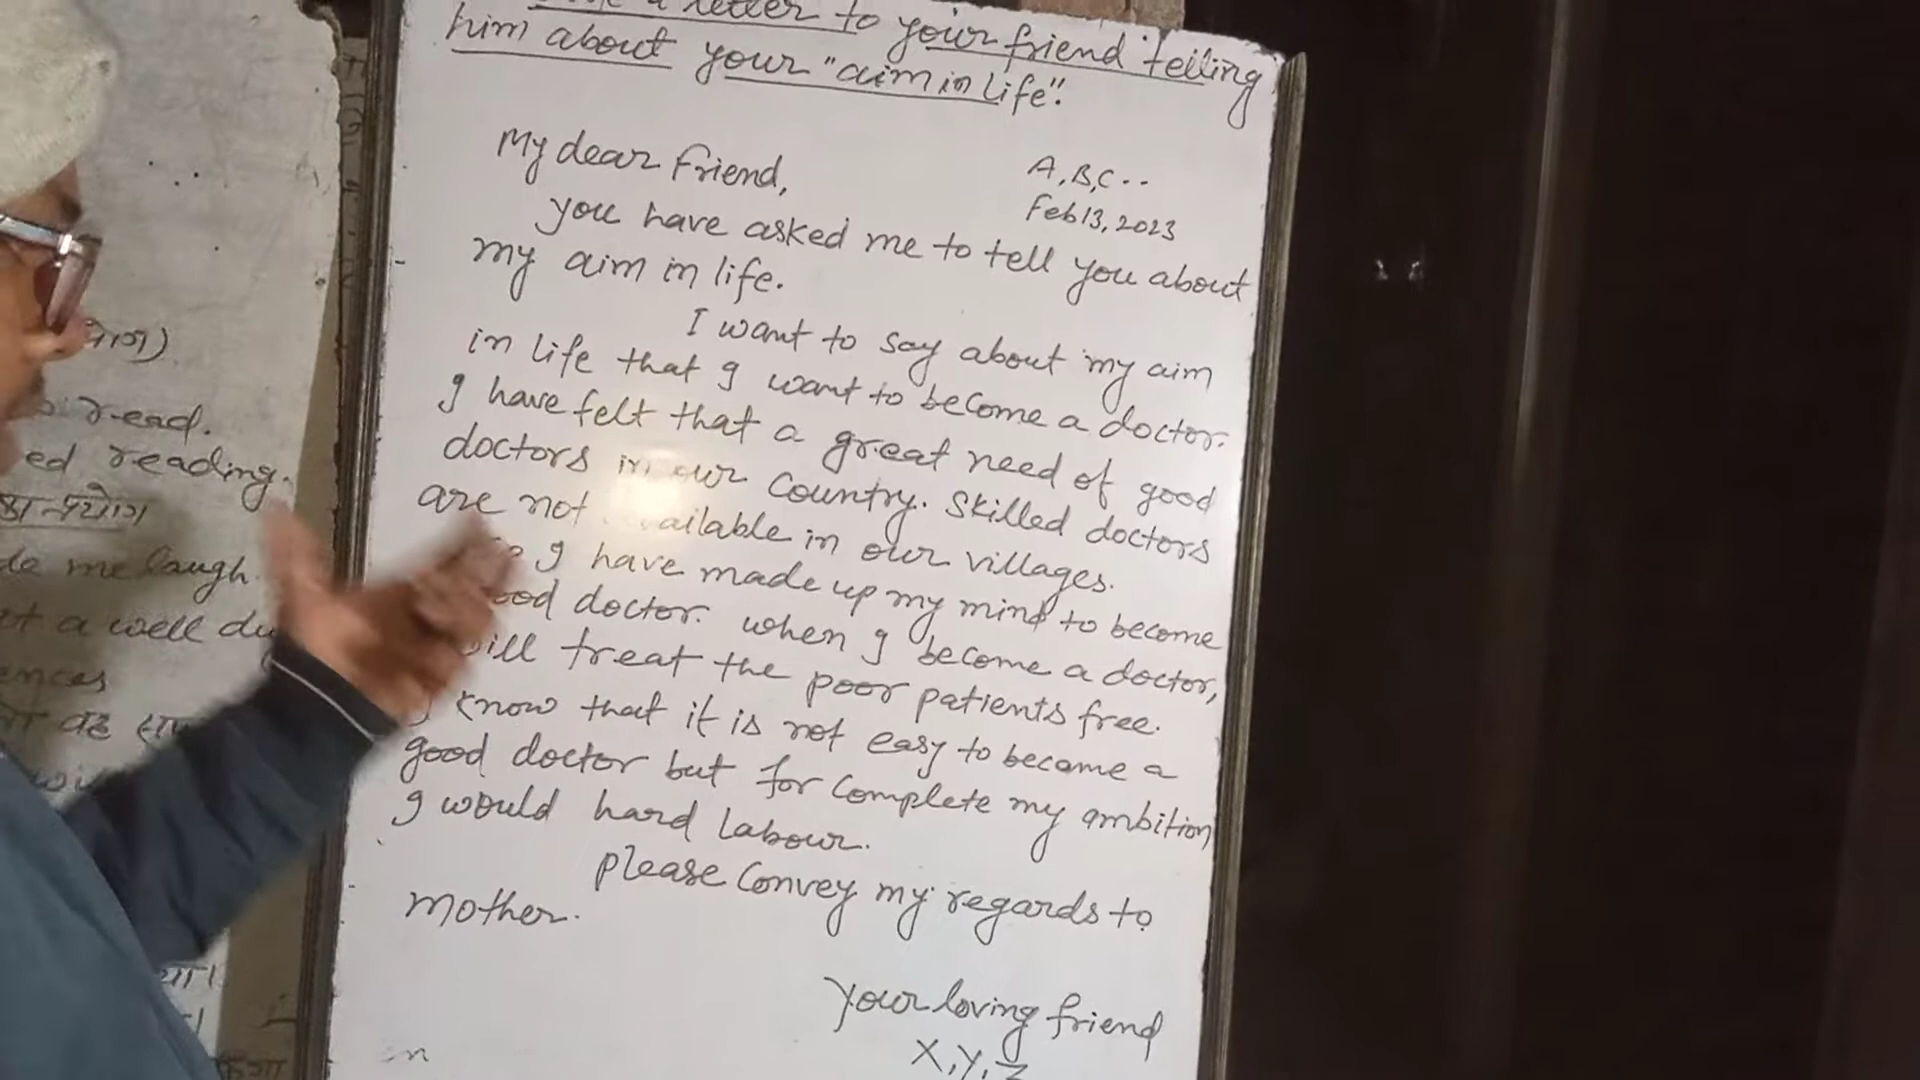 a letter to your friend telling
him about your "aim in life".
A,B,C--
Feb 13, 2023
My dear Friend,
you have asked me to tell you about
my aim in life.
I want to say about my aim
in life that I want to become a doctor.
I have felt that a great need of good
doctors in our country. Skilled doctors
are not available in our villages.
I have made up my mind to become
good doctor. when I become a doctor,
will treat the poor patients free.
I know that it is not easy to become a
good doctor but for complete my ambition
I would hard labour.
please convey my regards to
mother.
your loving friend
X,Y,Z
read.
ed reading.
me laugh.
a well
ences
वह